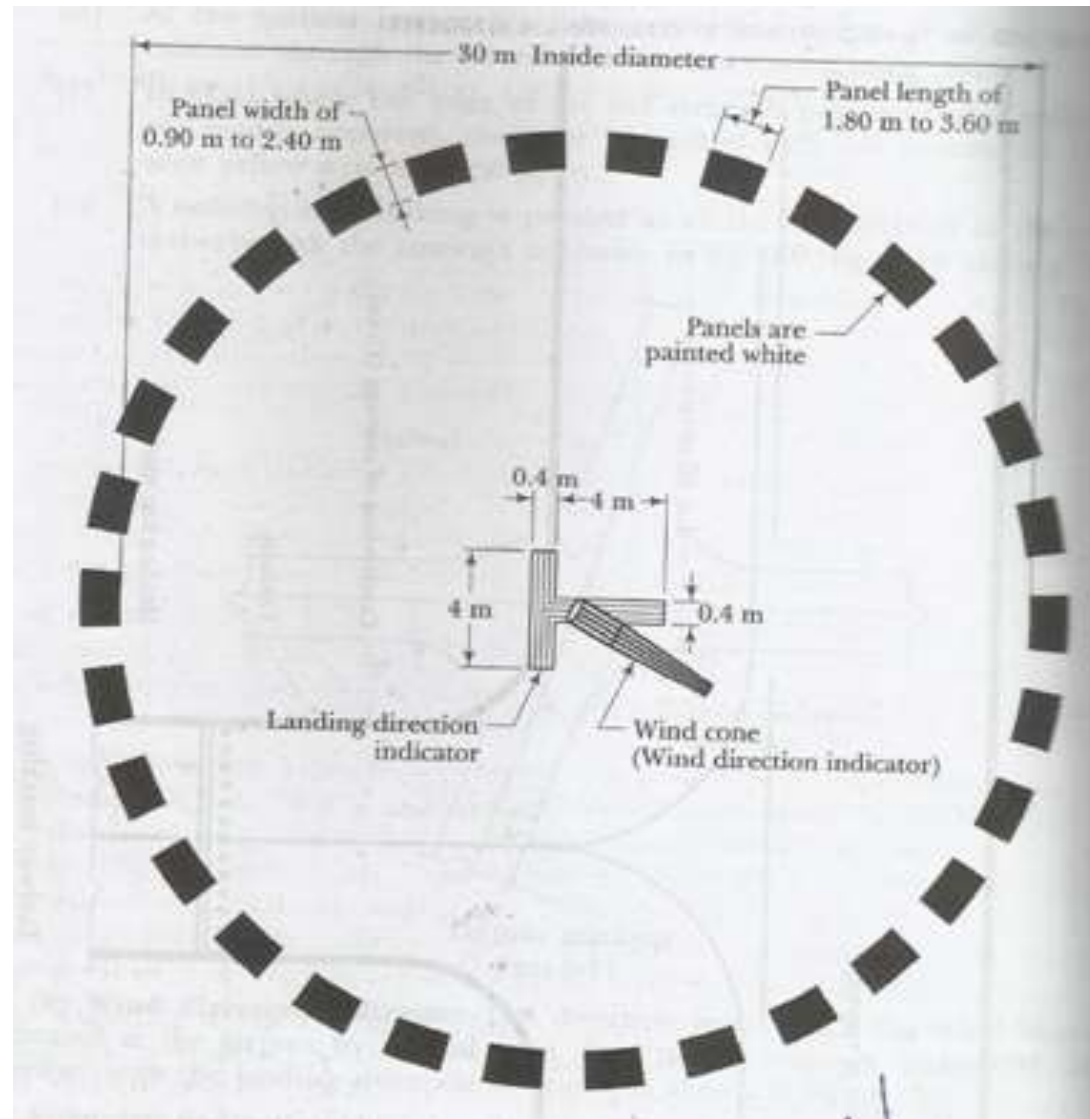 30 m Inside diameter
Panel width of
0.90 m to 2.40 m
Panel length of
1.80 m to 3.60 m
Panels are
painted white
0.4 m
4 m
4 m
0.4 m
Landing direction
indicator
Wind cone
(Wind direction indicator)